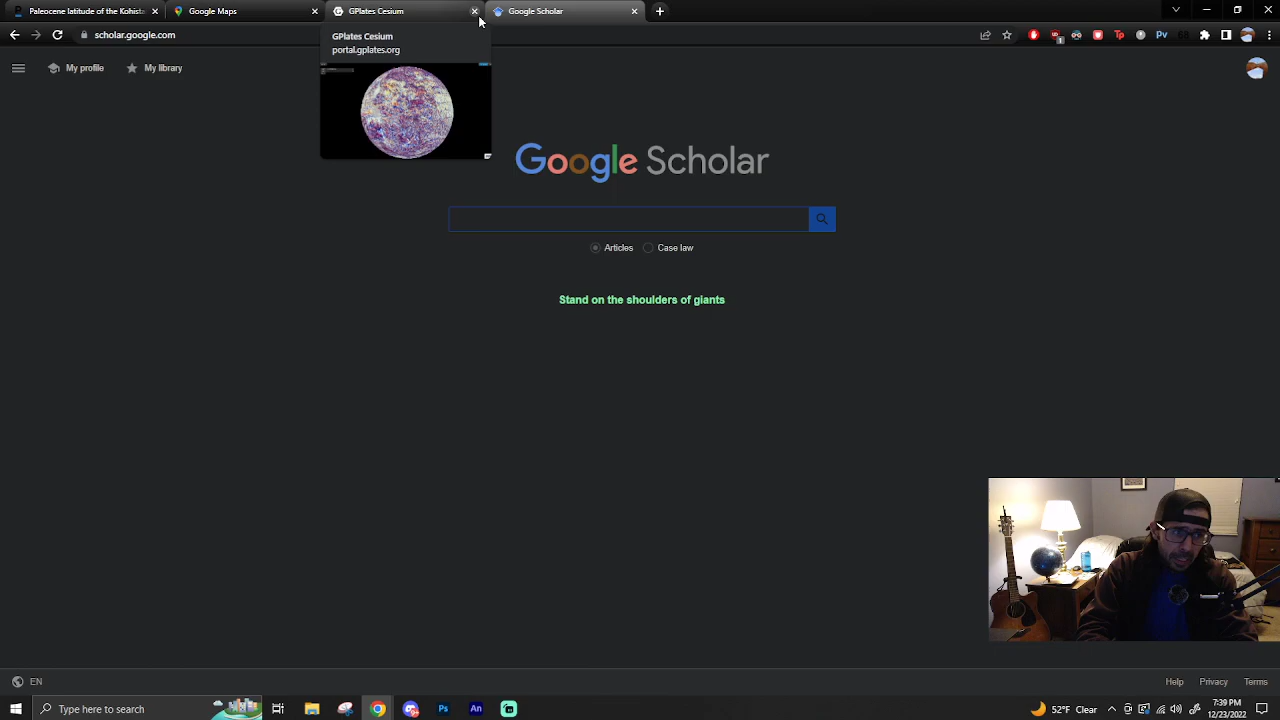 Paleocene latitude of the Kohista
Google Maps
GPlates Cesium
Google Scholar
scholar.google.com
GPlates Cesium
portal.gplates.org
My profile
My library
Google Scholar
Articles
Case law
Stand on the shoulders of giants
EN
Help
Privacy
Terms
Type here to search
Ps
An
52°F Clear
7:39 PM
12/23/2022